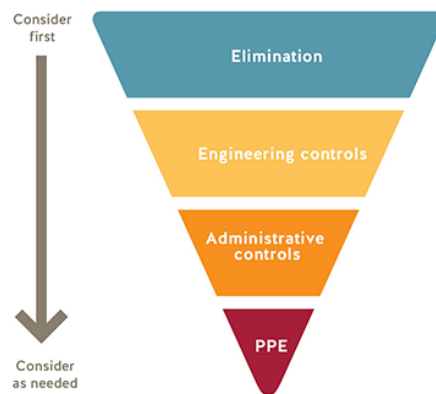 Consider
first
Elimination
Engineering controls
Administrative
controls
PPE
Consider
as needed